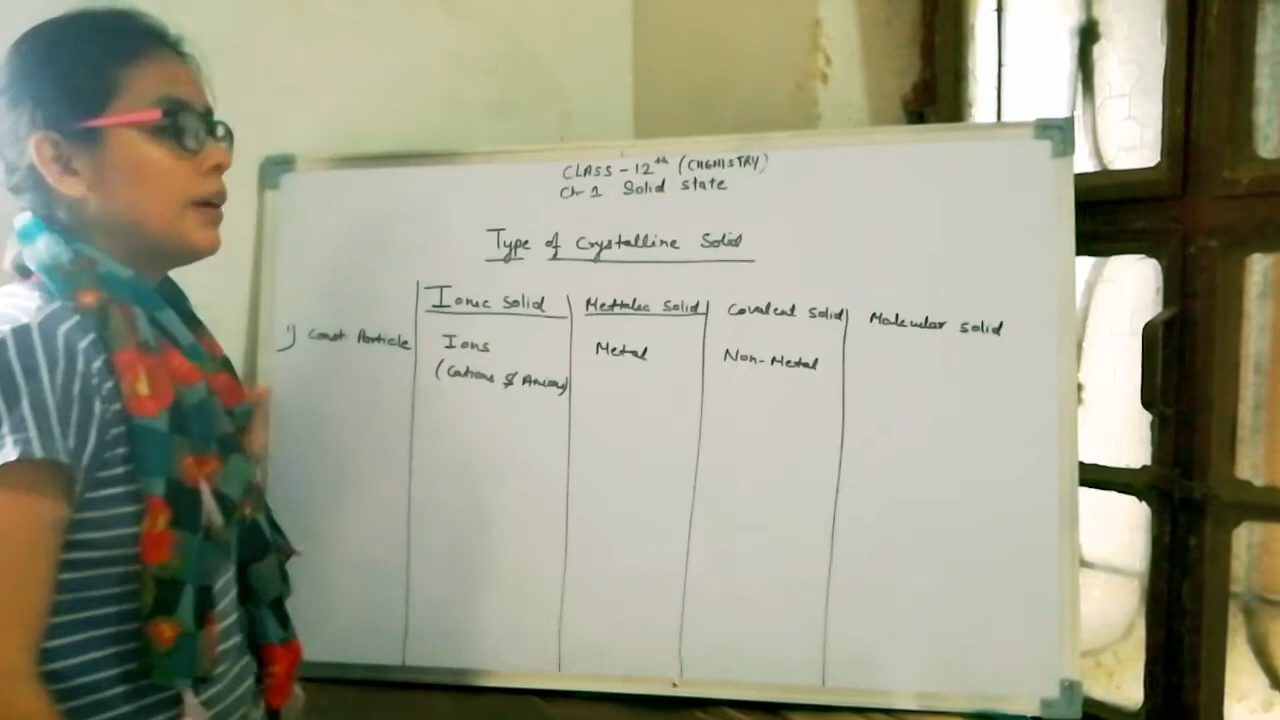 CLASS - 12th (CHEMISTRY)
Ch-1 Solid state
Type of Crystalline Solid
Ionic Solid Mettalic Solid Covalent Solid Molecular solid
1) Const. Particle Ions Metal Non-Metal
(Cations & Anions)